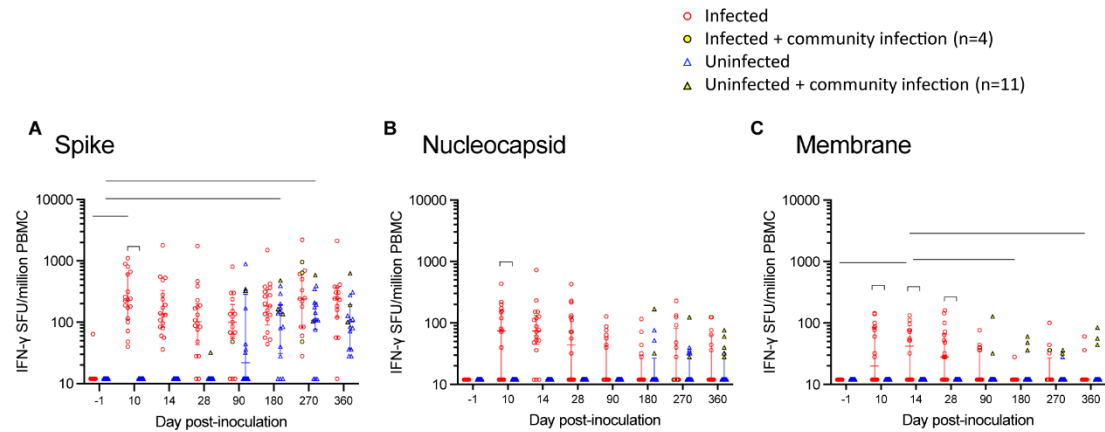 Infected
Infected + community infection (n=4)
Uninfected
Uninfected + community infection (n=11)
A Spike
IFN-γ SFU/million PBMC
10000
1000
100
10
-1 10 14 28 90 180 270 360
Day post-inoculation
B Nucleocapsid
IFN-γ SFU/million PBMC
10000
1000
100
10
-1 10 14 28 90 180 270 360
Day post-inoculation
C Membrane
IFN-γ SFU/million PBMC
10000
1000
100
10
-1 10 14 28 90 180 270 360
Day post-inoculation